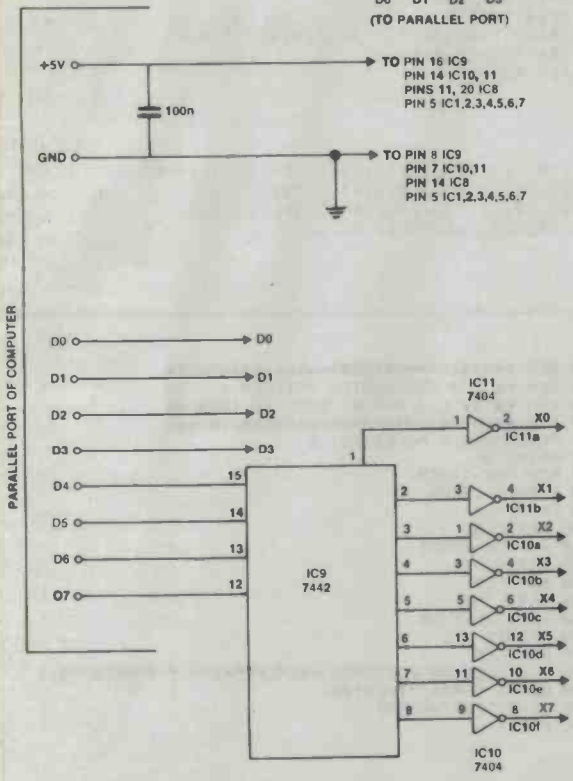 D0 D1 D2 D3
(TO PARALLEL PORT)
+5V
TO PIN 16 IC9
PIN 14 IC10, 11
PINS 11, 20 IC8
PIN 5 IC1,2,3,4,5,6,7
100n
GND
TO PIN 8 IC9
PIN 7 IC10,11
PIN 14 IC8
PIN 5 IC1,2,3,4,5,6,7
PARALLEL PORT OF COMPUTER
D0 D0
D1 D1
D2 D2
D3 D3
D4 15
D5 14
D6 13
O7 12
IC9
7442
IC11
7404
1 1 2 X0
IC11a
2 3 4 X1
IC11b
3 1 2 X2
IC10a
4 3 4 X3
IC10b
5 5 6 X4
IC10c
6 13 12 X5
IC10d
7 11 10 X6
IC10e
8 9 8 X7
IC10f
IC10
7404